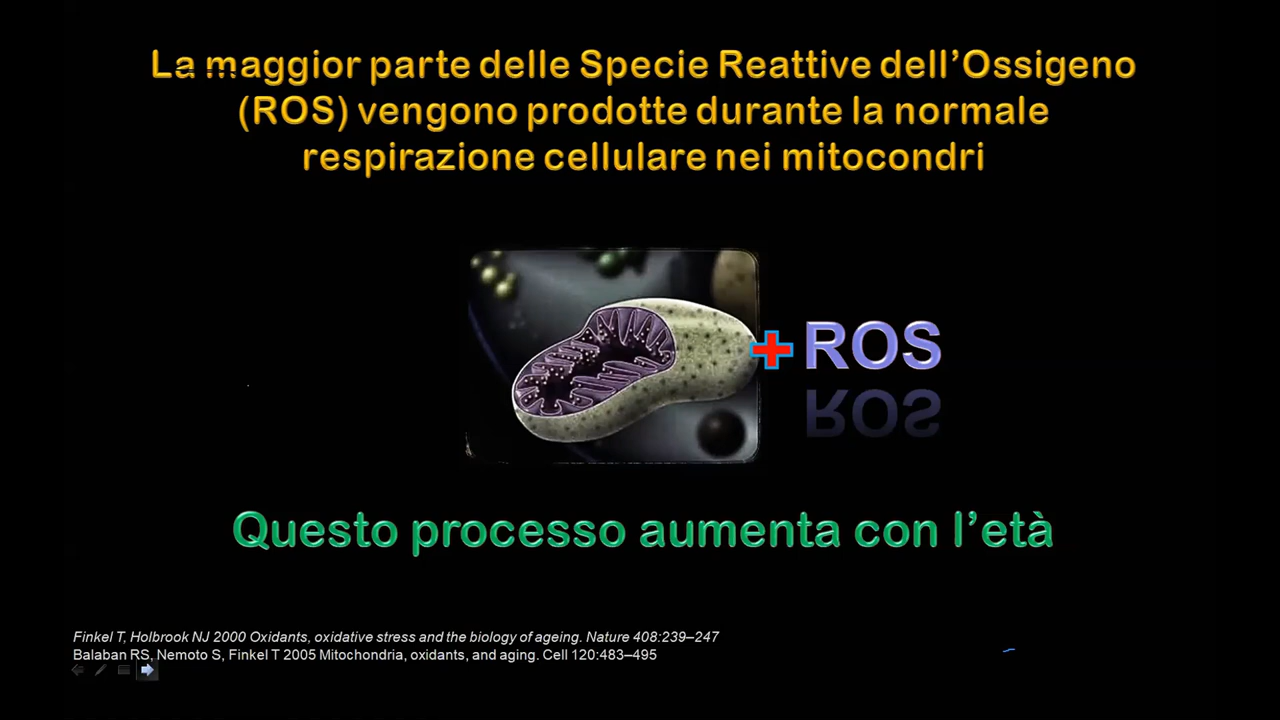 La maggior parte delle Specie Reattive dell’Ossigeno
(ROS) vengono prodotte durante la normale
respirazione cellulare nei mitocondri
ROS
Questo processo aumenta con l’età
Finkel T, Holbrook NJ 2000 Oxidants, oxidative stress and the biology of ageing. Nature 408:239–247
Balaban RS, Nemoto S, Finkel T 2005 Mitochondria, oxidants, and aging. Cell 120:483–495